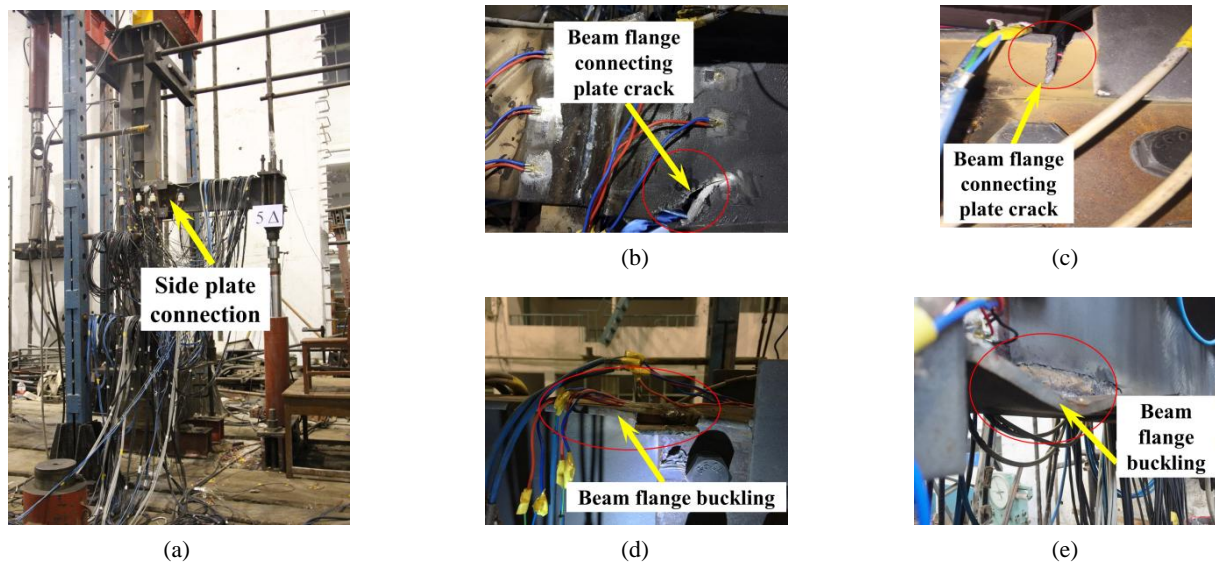 5 Δ
Side plate
connection
(a)
Beam flange
connecting
plate crack
(b)
Beam flange
connecting
plate crack
(c)
Beam flange buckling
(d)
Beam
flange
buckling
(e)